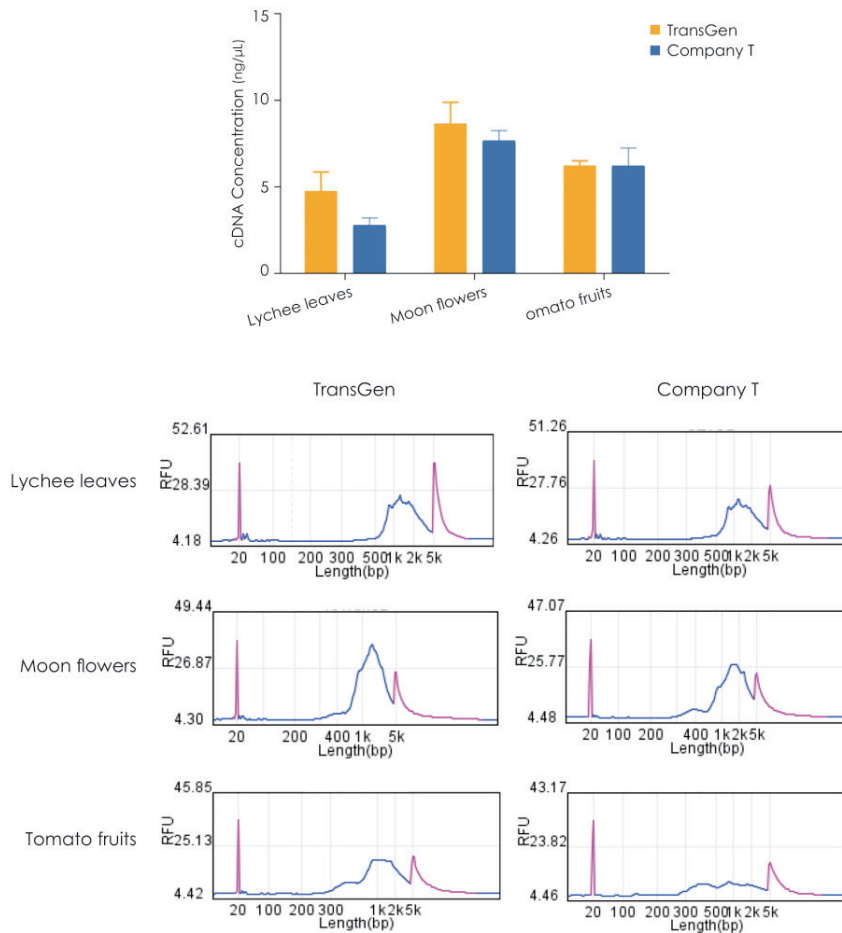 15
10
5
0
cDNA Concentration (ng/µL)
TransGen
Company T
Lychee leaves
Moon flowers
omato fruits
TransGen
Company T
Lychee leaves
52.61
RFU
28.39
4.18
20 100 200 300 500 1k 2k 5k
Length(bp)
51.26
RFU
27.76
4.26
20 100 200 300 500 1k 2k 5k
Length(bp)
Moon flowers
49.44
RFU
26.87
4.30
20 200 400 1k 5k
Length(bp)
47.07
RFU
25.77
4.48
20 100 200 400 1k 2k 5k
Length(bp)
Tomato fruits
45.85
RFU
25.13
4.42
20 100 200 300 1k 2k 5k
Length(bp)
43.17
RFU
23.82
4.46
20 100 200 300 500 1k 2k 5k
Length(bp)